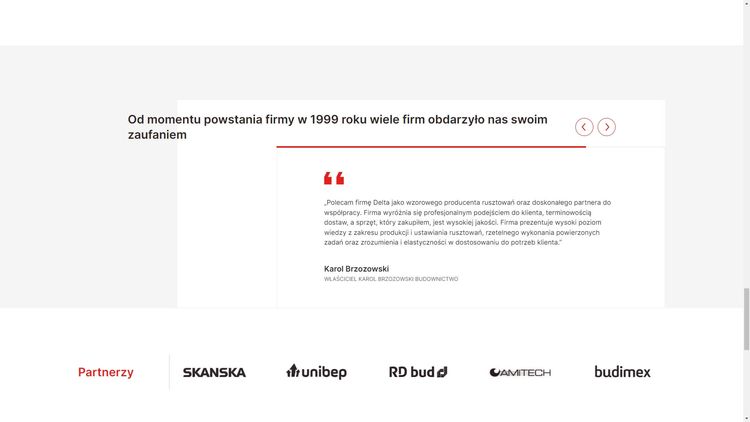 Od momentu powstania firmy w 1999 roku wiele firm obdarzyło nas swoim
zaufaniem
„Polecam firmę Delta jako wzorowego producenta rusztowań oraz doskonałego partnera do
współpracy. Firma wyróżnia się profesjonalnym podejściem do klienta, terminowością
dostaw, a sprzęt, który zakupiłem, jest wysokiej jakości. Firma prezentuje wysoki poziom
wiedzy z zakresu produkcji i ustawiania rusztowań, rzetelnego wykonania powierzonych
zadań oraz zrozumienia i elastyczności w dostosowaniu do potrzeb klienta.”
Karol Brzozowski
WŁAŚCICIEL KAROL BRZOZOWSKI BUDOWNICTWO
Partnerzy
SKANSKA
unibep
RD bud
AMITECH
budimex